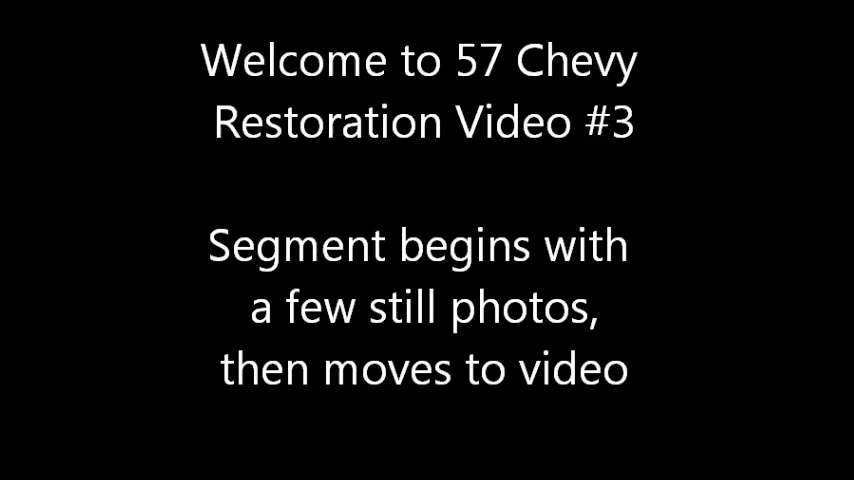 Welcome to 57 Chevy
Restoration Video #3
Segment begins with
a few still photos,
then moves to video